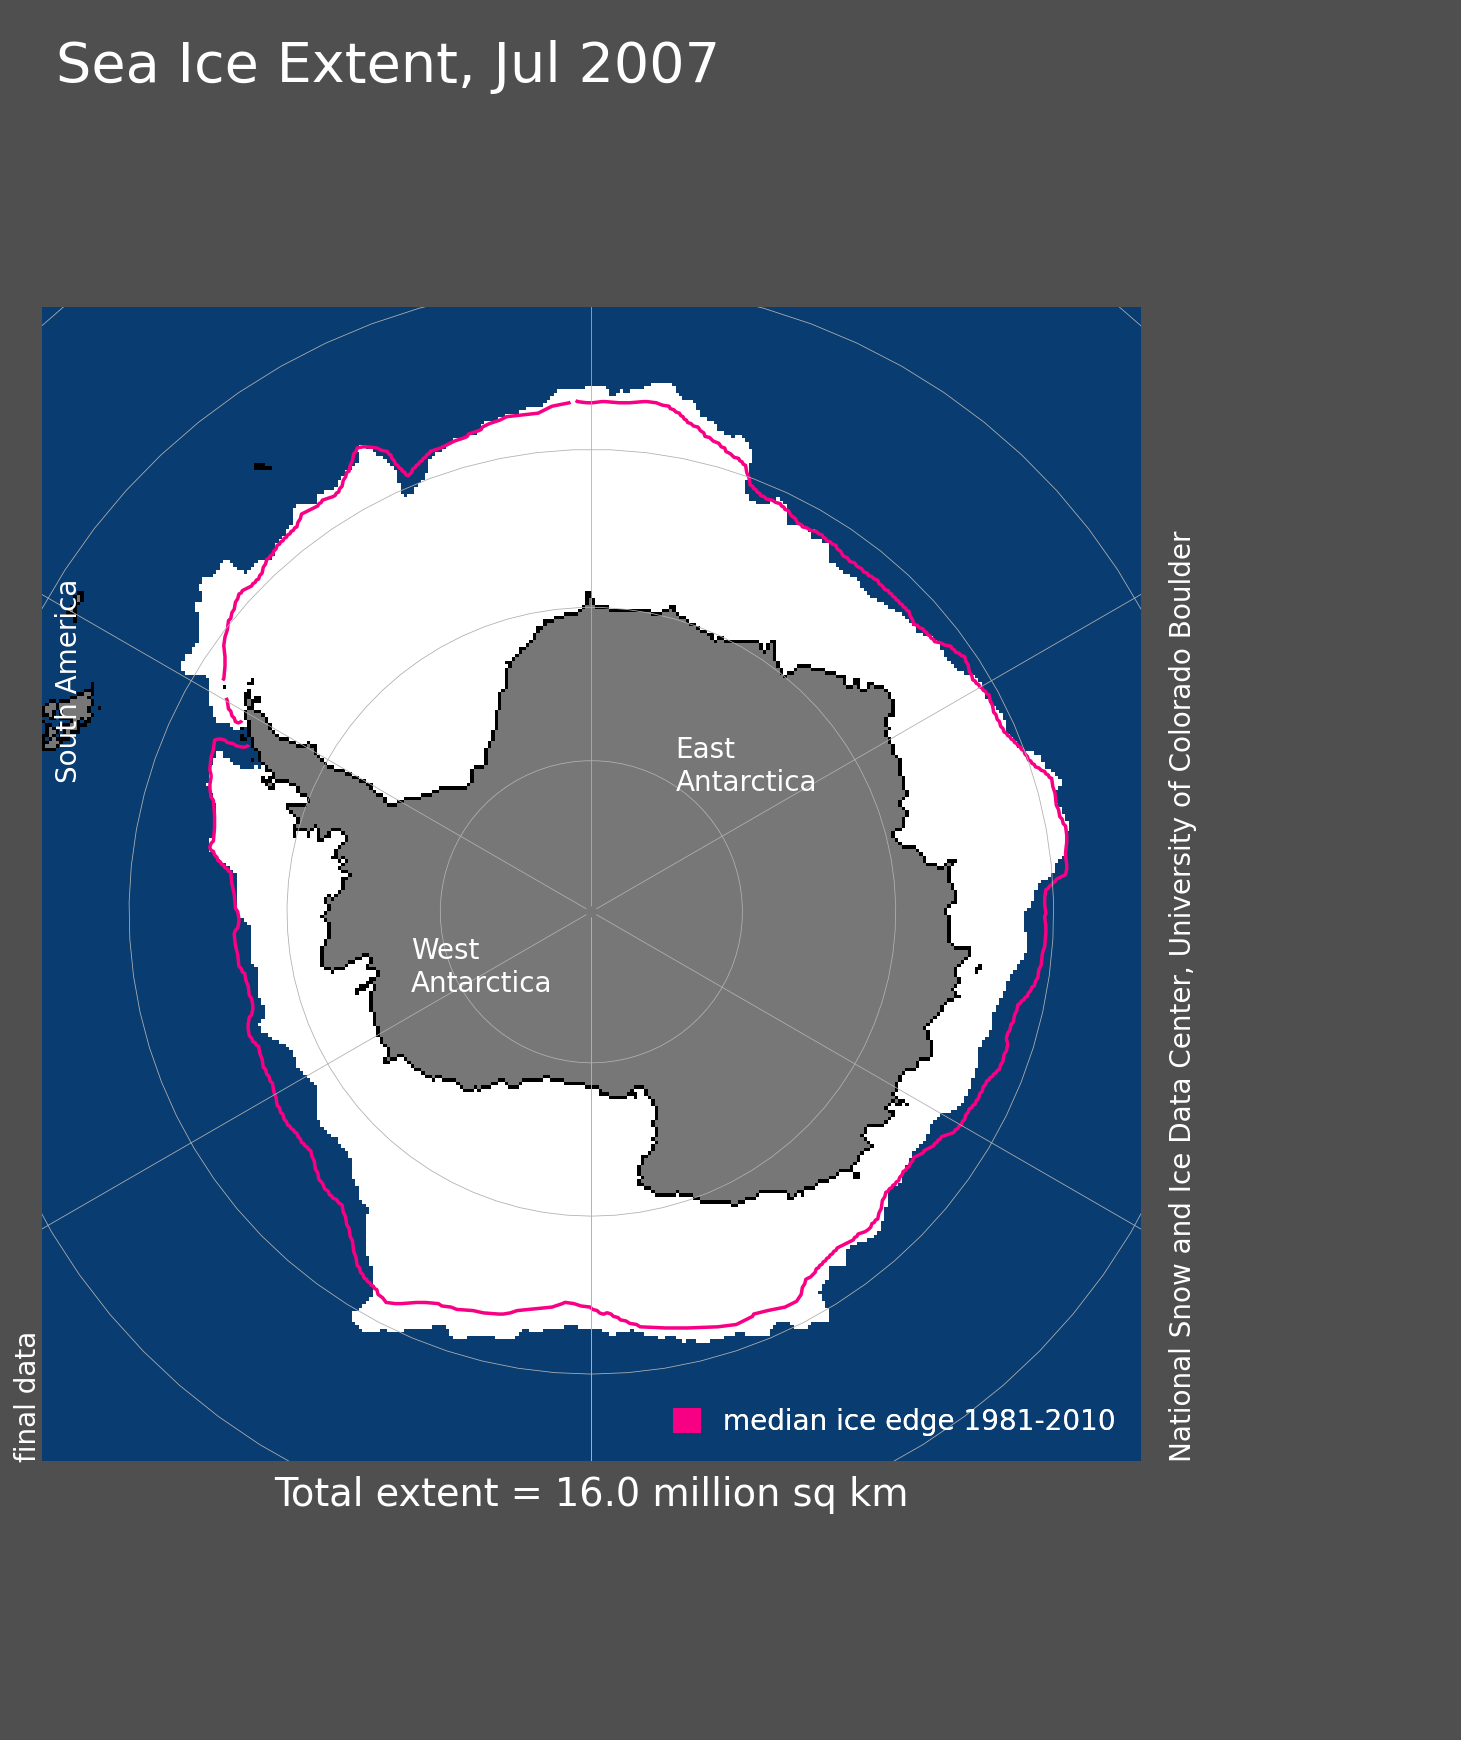 Sea Ice Extent, Jul 2007
South America
East
Antarctica
West
Antarctica
median ice edge 1981-2010
final data
National Snow and Ice Data Center, University of Colorado Boulder
Total extent = 16.0 million sq km